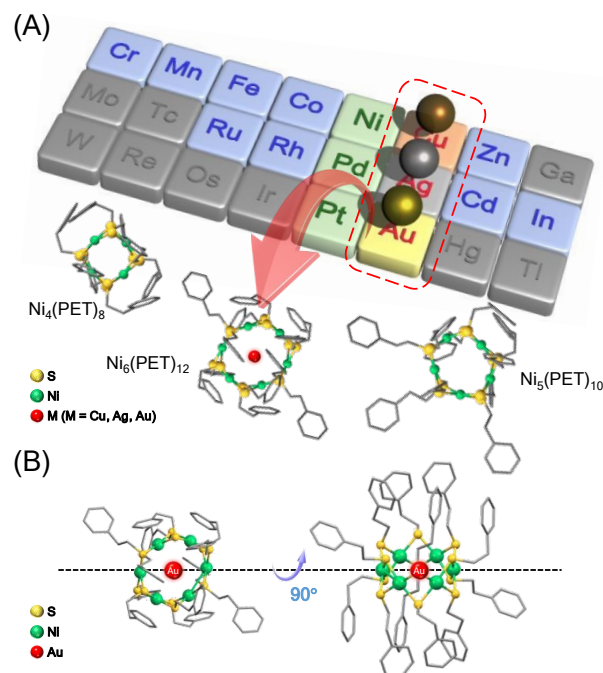 (A)
Cr Mn Fe Co Ni Cu Zn Ga
Mo Tc Ru Rh Pd Ag Cd In
W Re Os Ir Pt Au Hg Tl
Ni₄(PET)₈
Ni₆(PET)₁₂
Ni₅(PET)₁₀
S
Ni
M (M = Cu, Ag, Au)
(B)
Au
Au
90°
S
Ni
Au